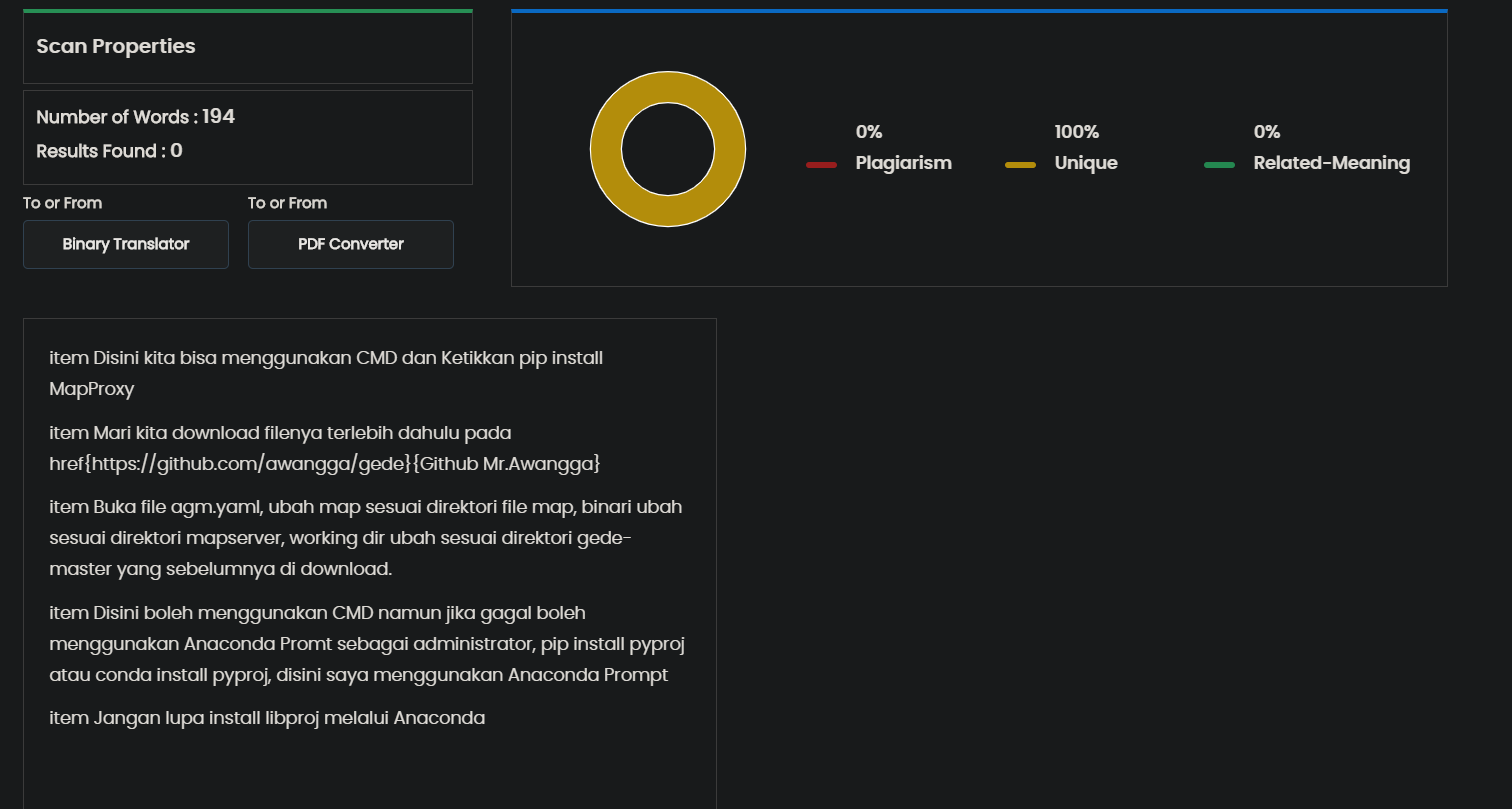 Scan Properties
Number of Words : 194
Results Found : 0
To or From
To or From
Binary Translator
PDF Converter
0%
Plagiarism
100%
Unique
0%
Related-Meaning
item Disini kita bisa menggunakan CMD dan Ketikkan pip install
MapProxy
item Mari kita download filenya terlebih dahulu pada
href{https://github.com/awangga/gede}{Github Mr.Awangga}
item Buka file agm.yaml, ubah map sesuai direktori file map, binari ubah
sesuai direktori mapserver, working dir ubah sesuai direktori gede-
master yang sebelumnya di download.
item Disini boleh menggunakan CMD namun jika gagal boleh
menggunakan Anaconda Promt sebagai administrator, pip install pyproj
atau conda install pyproj, disini saya menggunakan Anaconda Prompt
item Jangan lupa install libproj melalui Anaconda